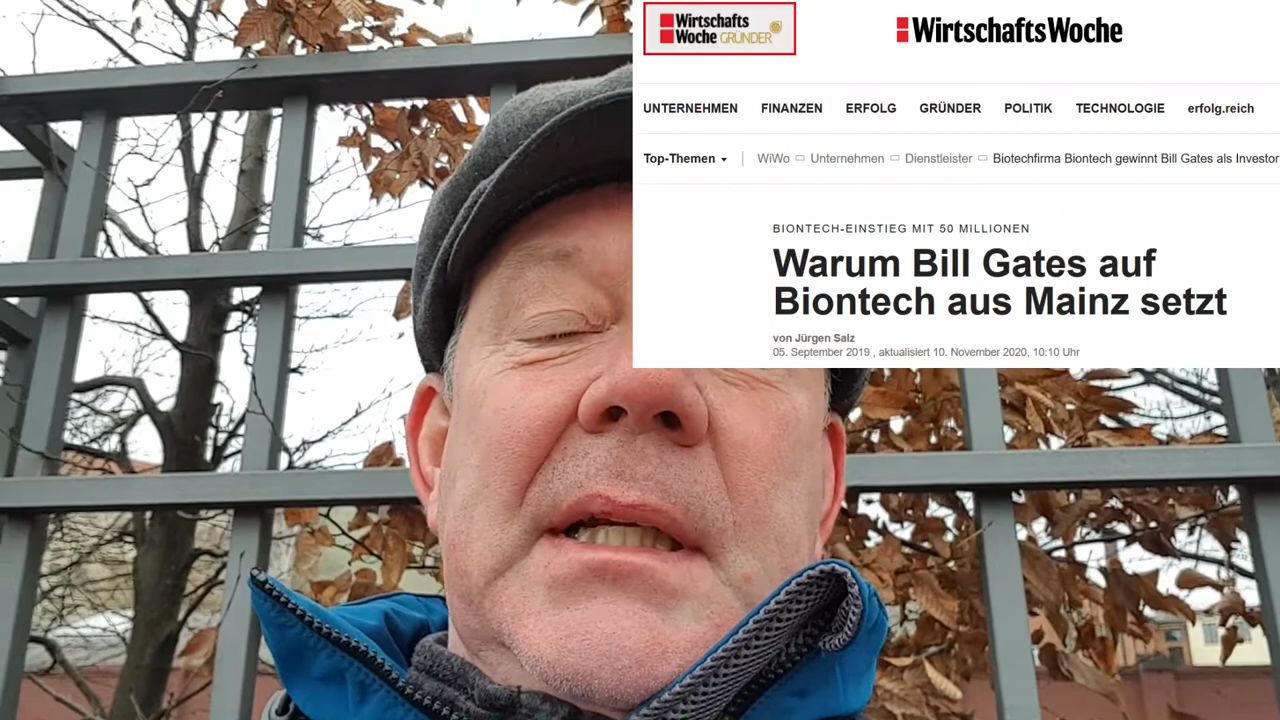 Wirtschafts
Woche GRÜNDER
WirtschaftsWoche
UNTERNEHMEN FINANZEN ERFOLG GRÜNDER POLITIK TECHNOLOGIE erfolg.reich
Top-Themen WiWo Unternehmen Dienstleister Biotechfirma Biontech gewinnt Bill Gates als Investor
BIONTECH-EINSTIEG MIT 50 MILLIONEN
Warum Bill Gates auf
Biontech aus Mainz setzt
von Jürgen Salz
05. September 2019 , aktualisiert 10. November 2020, 10:10 Uhr